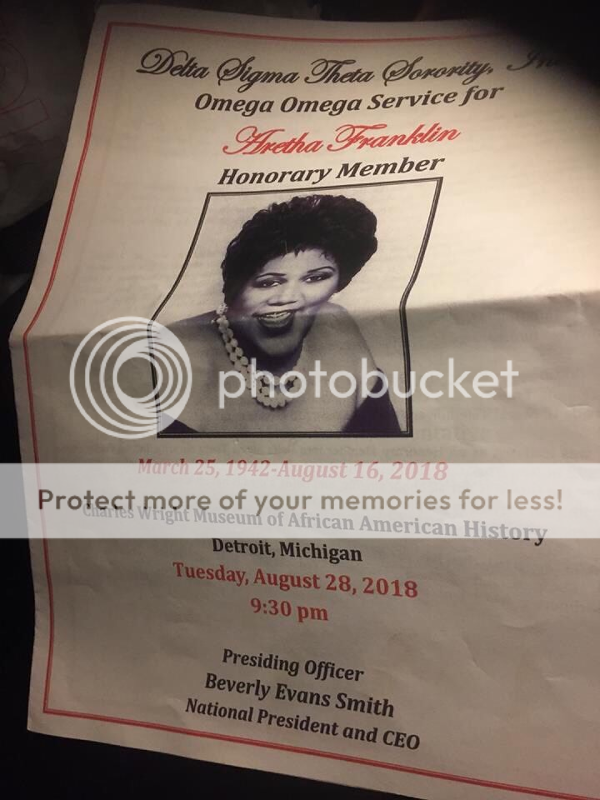 Delta Sigma Theta Sorority, In
Omega Omega Service for
Aretha Franklin
Honorary Member
photobucket
March 25, 1942-August 16, 2018
Protect more of your memories for less!
Charles Wright Museum of African American History
Detroit, Michigan
Tuesday, August 28, 2018
9:30 pm
Presiding Officer
Beverly Evans Smith
National President and CEO